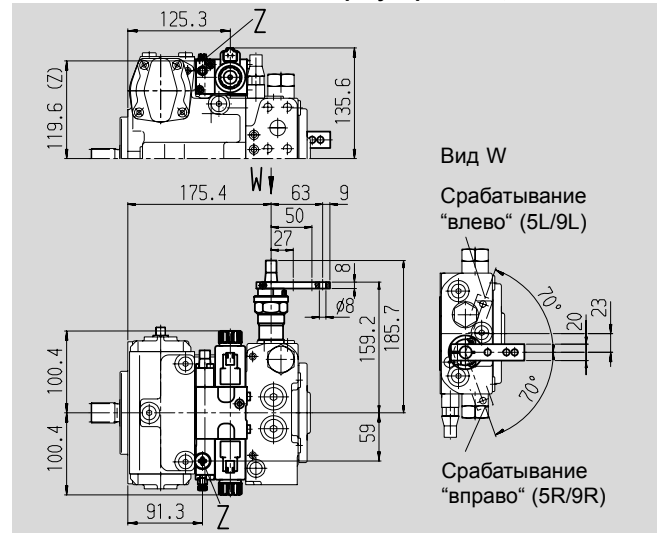 125.3
Z
119.6 (Z)
135.6
175.4
W
63
9
50
27
8
ø8
159.2
185.7
100.4
100.4
59
91.3
Z
Вид W
Срабатывание
“влево“ (5L/9L)
70°
23
20
70°
Срабатывание
“вправо“ (5R/9R)